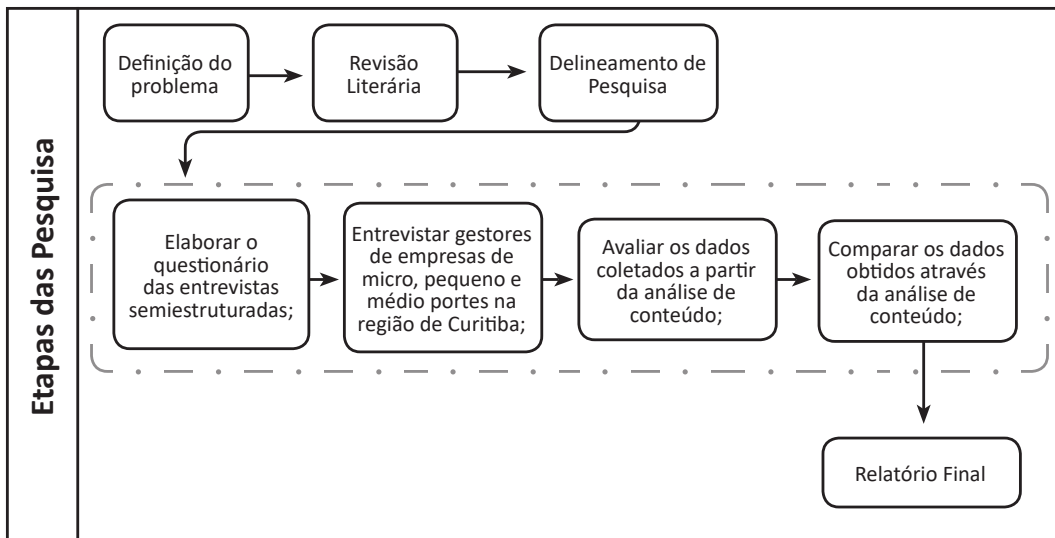 Etapas das Pesquisa
Definição do
problema
Revisão
Literária
Delineamento de
Pesquisa
Elaborar o
questionário
das entrevistas
semiestruturadas;
Entrevistar gestores
de empresas de
micro, pequeno e
médio portes na
região de Curitiba;
Avaliar os dados
coletados a partir
da análise de
conteúdo;
Comparar os dados
obtidos através
da análise de
conteúdo;
Relatório Final